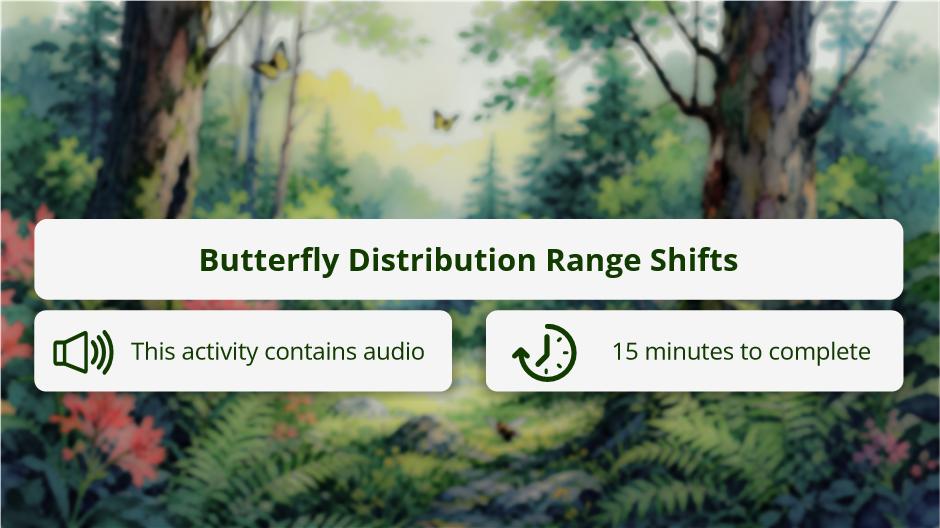 Butterfly Distribution Range Shifts
This activity contains audio
15 minutes to complete